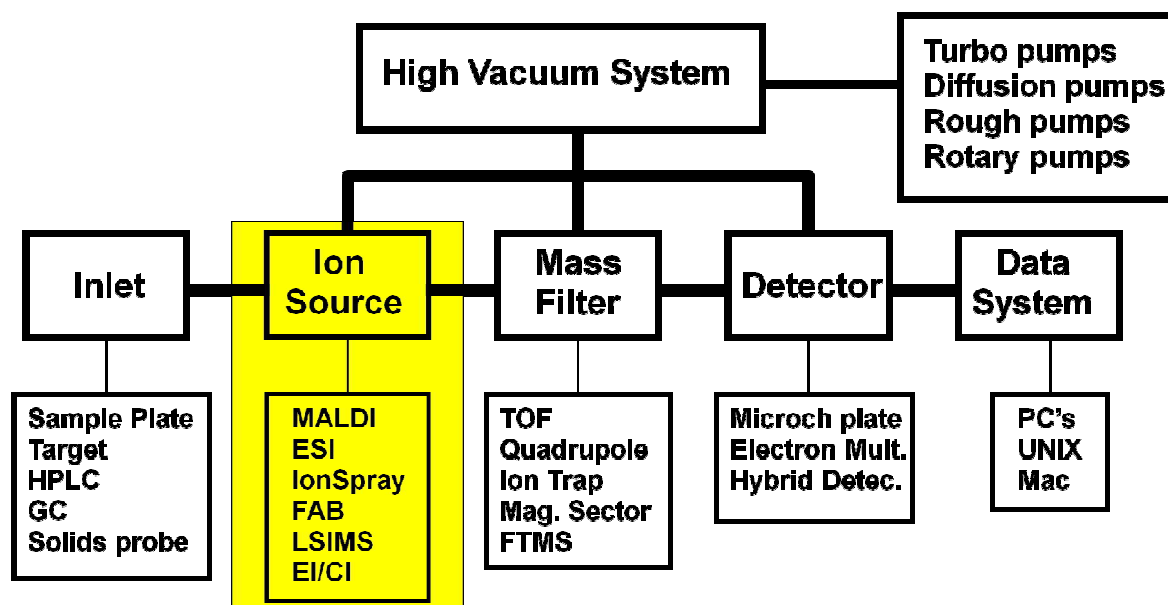 High Vacuum System
Turbo pumps
Diffusion pumps
Rough pumps
Rotary pumps
Inlet
Ion
Source
Mass
Filter
Detector
Data
System
Sample Plate
Target
HPLC
GC
Solids probe
MALDI
ESI
IonSpray
FAB
LSIMS
EI/CI
TOF
Quadrupole
Ion Trap
Mag. Sector
FTMS
Microch plate
Electron Mult.
Hybrid Detec.
PC's
UNIX
Mac